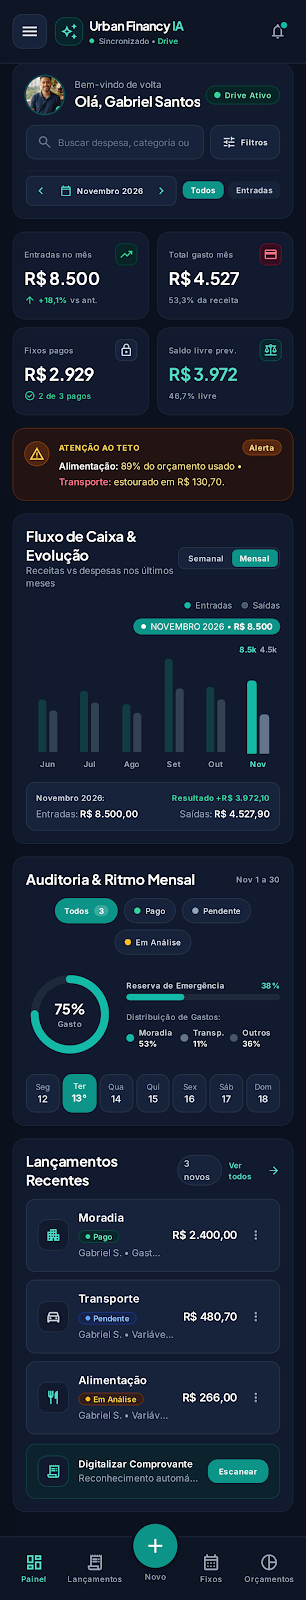 Urban Financy IA
Sincronizado • Drive
Bem-vindo de volta
Olá, Gabriel Santos
Drive Ativo
Buscar despesa, categoria ou
Filtros
Novembro 2026
Todos
Entradas
Entradas no mês
R$ 8.500
+18,1% vs ant.
Total gasto mês
R$ 4.527
53,3% da receita
Fixos pagos
R$ 2.929
2 de 3 pagos
Saldo livre prev.
R$ 3.972
46,7% livre
ATENÇÃO AO TETO
Alerta
Alimentação: 89% do orçamento usado •
Transporte: estourado em R$ 130,70.
Fluxo de Caixa &
Evolução
Receitas vs despesas nos últimos
meses
Semanal
Mensal
Entradas
Saídas
NOVEMBRO 2026 • R$ 8.500
8.5k 4.5k
Jun
Jul
Ago
Set
Out
Nov
Novembro 2026:
Resultado +R$ 3.972,10
Entradas: R$ 8.500,00
Saídas: R$ 4.527,90
Auditoria & Ritmo Mensal
Nov 1 a 30
Todos 3
Pago
Pendente
Em Análise
75%
Gasto
Reserva de Emergência
38%
Distribuição de Gastos:
Moradia
53%
Transp.
11%
Outros
36%
Seg
12
Ter
13°
Qua
14
Qui
15
Sex
16
Sáb
17
Dom
18
Lançamentos
Recentes
3
novos
Ver
todos
Moradia
Pago
Gabriel S. • Gast...
R$ 2.400,00
Transporte
Pendente
Gabriel S. • Variáve...
R$ 480,70
Alimentação
Em Análise
Gabriel S. • Variáv...
R$ 266,00
Digitalizar Comprovante
Reconhecimento automá...
Escanear
Painel
Lançamentos
Novo
Fixos
Orçamentos